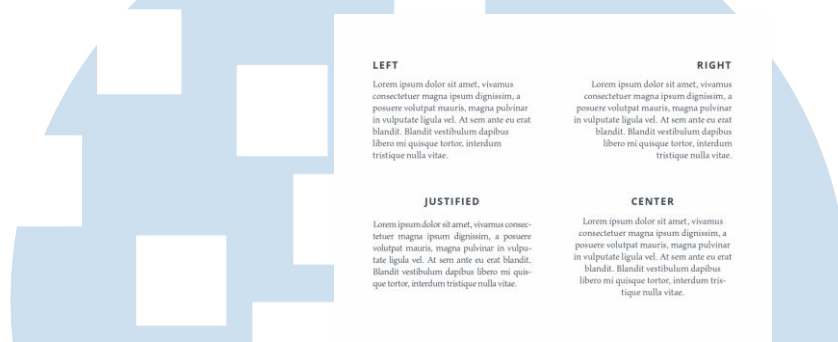 LEFT
Lorem ipsum dolor sit amet, vivamus
consectetuer magna ipsum dignissim, a
posuere volutpat mauris, magna pulvinar
in vulputate ligula vel. At sem ante eu erat
blandit. Blandit vestibulum dapibus
libero mi quisque tortor, interdum
tristique nulla vitae.
RIGHT
Lorem ipsum dolor sit amet, vivamus
consectetuer magna ipsum dignissim, a
posuere volutpat mauris, magna pulvinar
in vulputate ligula vel. At sem ante eu erat
blandit. Blandit vestibulum dapibus
libero mi quisque tortor, interdum
tristique nulla vitae.
JUSTIFIED
Lorem ipsum dolor sit amet, vivamus consec-
tetuer magna ipsum dignissim, a posuere
volutpat mauris, magna pulvinar in vulpu-
tate ligula vel. At sem ante eu erat blandit.
Blandit vestibulum dapibus libero mi quis-
que tortor, interdum tristique nulla vitae.
CENTER
Lorem ipsum dolor sit amet, vivamus
consectetuer magna ipsum dignissim, a
posuere volutpat mauris, magna pulvinar
in vulputate ligula vel. At sem ante eu erat
blandit. Blandit vestibulum dapibus
libero mi quisque tortor, interdum tris-
tique nulla vitae.